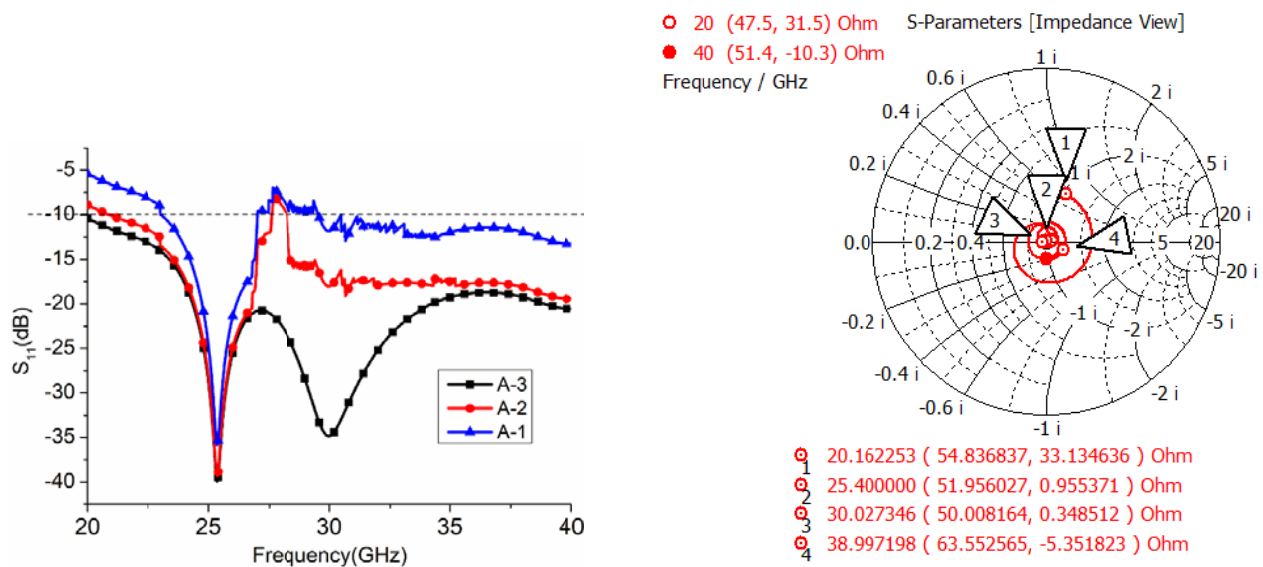 -5
-10
-15
-20
-25
-30
-35
-40
S11(dB)
A-3
A-2
A-1
20
25
30
35
40
Frequency(GHz)
20 (47.5, 31.5) Ohm
40 (51.4, -10.3) Ohm
Frequency / GHz
S-Parameters [Impedance View]
1 i
0.6 i
2 i
0.4 i
0.2 i
5 i
20 i
0.0
0.2
0.4
5
20
-20 i
-0.2 i
-5 i
-0.4 i
-2 i
-0.6 i
-1 i
1 i
2 i
-1 i
-2 i
1
2
3
4
1 20.162253 ( 54.836837, 33.134636 ) Ohm
2 25.400000 ( 51.956027, 0.955371 ) Ohm
3 30.027346 ( 50.008164, 0.348512 ) Ohm
4 38.997198 ( 63.552565, -5.351823 ) Ohm